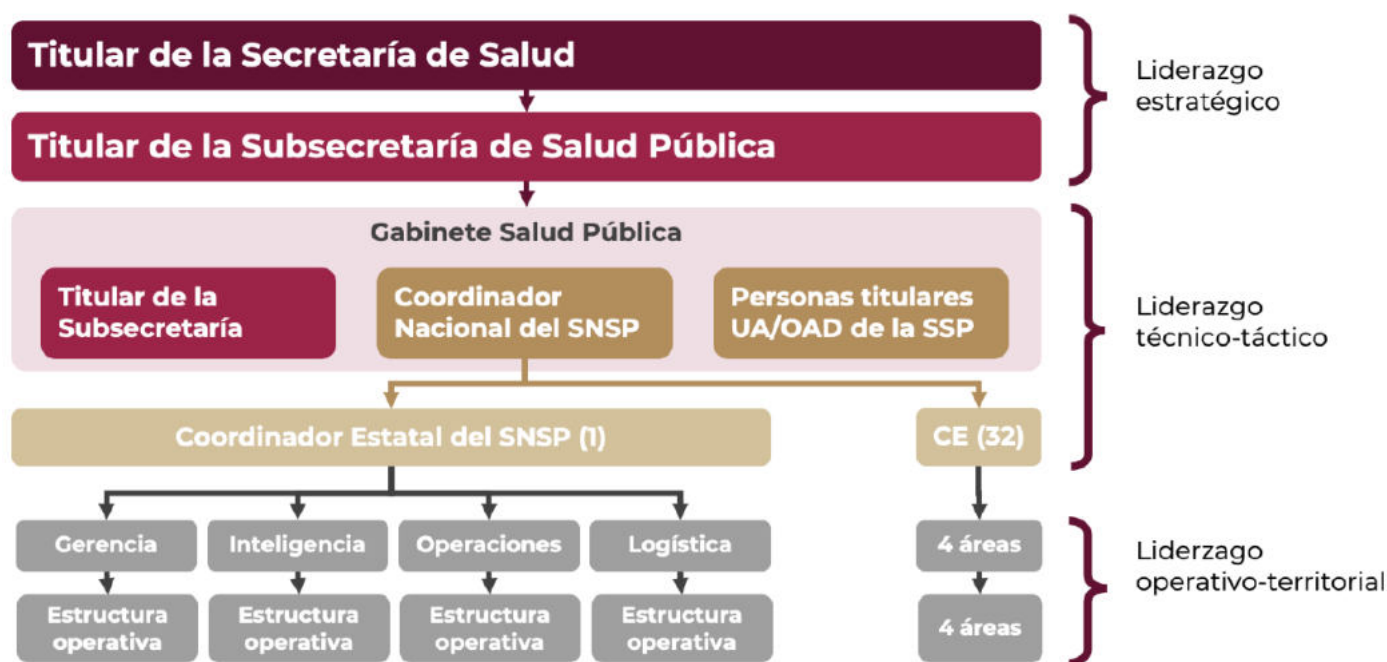 Titular de la Secretaría de Salud
Liderazgo
estratégico
Titular de la Subsecretaría de Salud Pública
Gabinete Salud Pública
Titular de la
Subsecretaría
Coordinador
Nacional del SNSP
Personas titulares
UA/OAD de la SSP
Liderazgo
técnico-táctico
Coordinador Estatal del SNSP (1)
CE (32)
Gerencia
Inteligencia
Operaciones
Logística
4 áreas
Liderzago
operativo-territorial
Estructura
operativa
Estructura
operativa
Estructura
operativa
Estructura
operativa
4 áreas